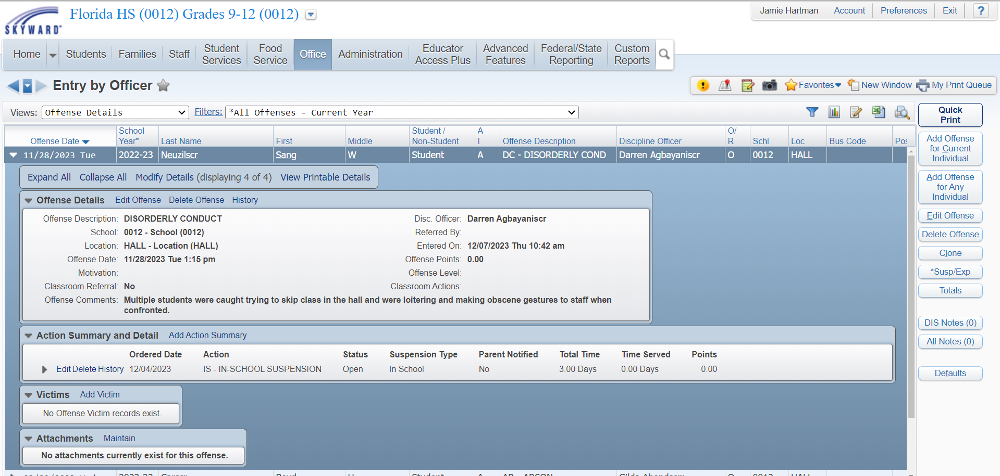 SKYWARD
Florida HS (0012) Grades 9-12 (0012)
Jamie Hartman Account Preferences Exit ?
Home Students Families Staff Student Services Food Service Office Administration Educator Access Plus Advanced Features Federal/State Reporting Custom Reports
Entry by Officer
Favorites New Window My Print Queue
Views: Offense Details Filters: *All Offenses - Current Year
Quick Print
Add Offense for Current Individual
Add Offense for Any Individual
Edit Offense
Delete Offense
Clone
*Susp/Exp
Totals
DIS Notes (0)
All Notes (0)
Defaults
Offense Date School Year* Last Name First Middle Student / Non-Student A I Offense Description Discipline Officer O/ R Schl Loc Bus Code
11/28/2023 Tue 2022-23 Neuzilscr Sang W Student A DC - DISORDERLY COND Darren Agbayaniscr O 0012 HALL
Expand All Collapse All Modify Details (displaying 4 of 4) View Printable Details
Offense Details Edit Offense Delete Offense History
Offense Description: DISORDERLY CONDUCT Disc. Officer: Darren Agbayaniscr
School: 0012 - School (0012) Referred By:
Location: HALL - Location (HALL) Entered On: 12/07/2023 Thu 10:42 am
Offense Date: 11/28/2023 Tue 1:15 pm Offense Points: 0.00
Motivation: Offense Level:
Classroom Referral: No Classroom Actions:
Offense Comments: Multiple students were caught trying to skip class in the hall and were loitering and making obscene gestures to staff when
confronted.
Action Summary and Detail Add Action Summary
Ordered Date Action Status Suspension Type Parent Notified Total Time Time Served Points
Edit Delete History 12/04/2023 IS - IN-SCHOOL SUSPENSION Open In School No 3.00 Days 0.00 Days 0.00
Victims Add Victim
No Offense Victim records exist.
Attachments Maintain
No attachments currently exist for this offense.